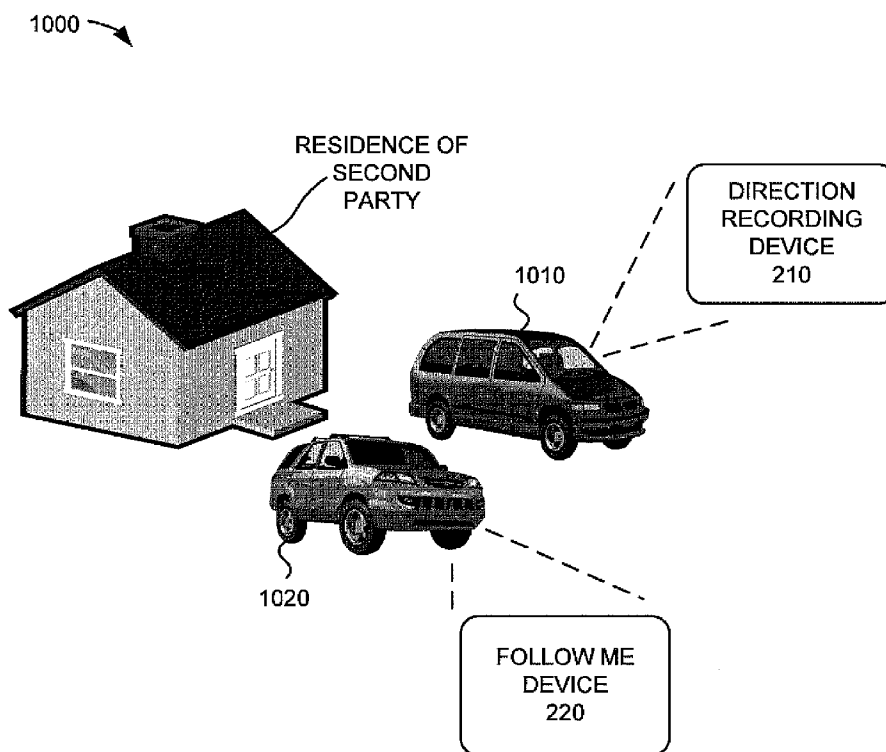 1000
RESIDENCE OF
SECOND
PARTY
DIRECTION
RECORDING
DEVICE
210
1010
1020
FOLLOW ME
DEVICE
220